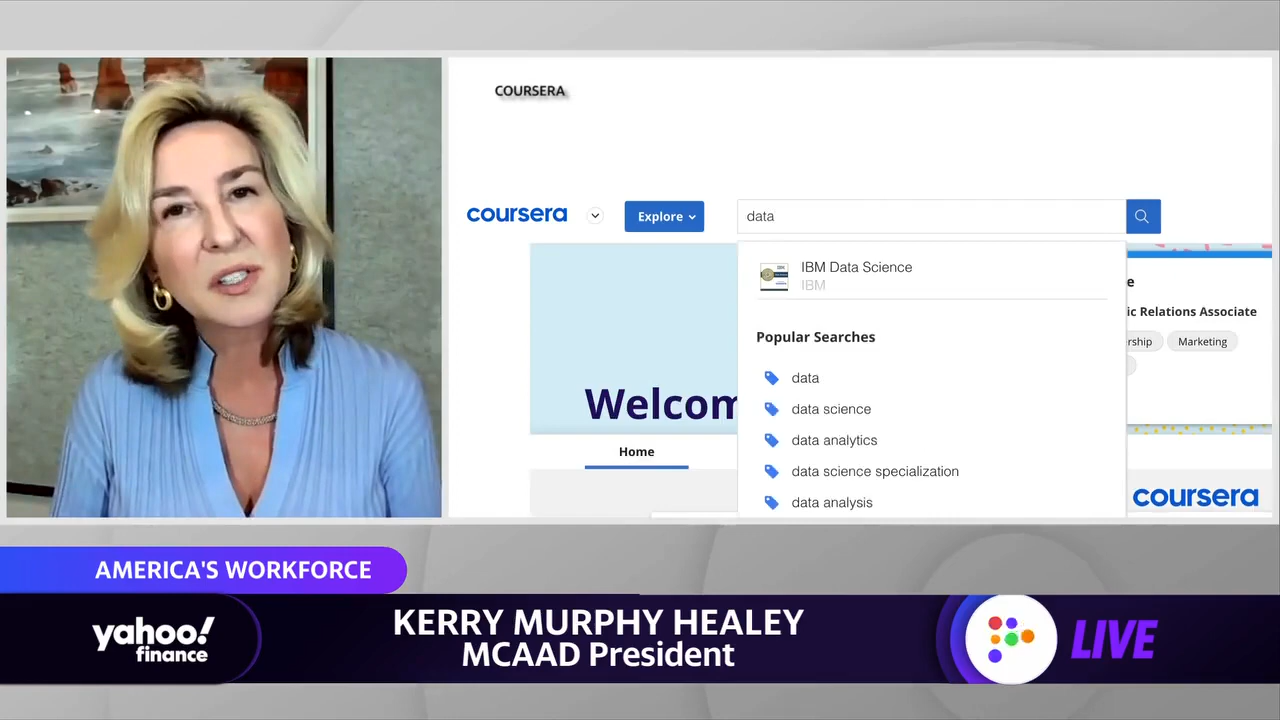 COURSERA
coursera
Explore
data
IBM Data Science
IBM
e
Popular Searches
ic Relations Associate
rship
Marketing
data
Welcom
data science
data analytics
Home
data science specialization
coursera
data analysis
AMERICA'S WORKFORCE
yahoo!
finance
KERRY MURPHY HEALEY
MCAAD President
LIVE